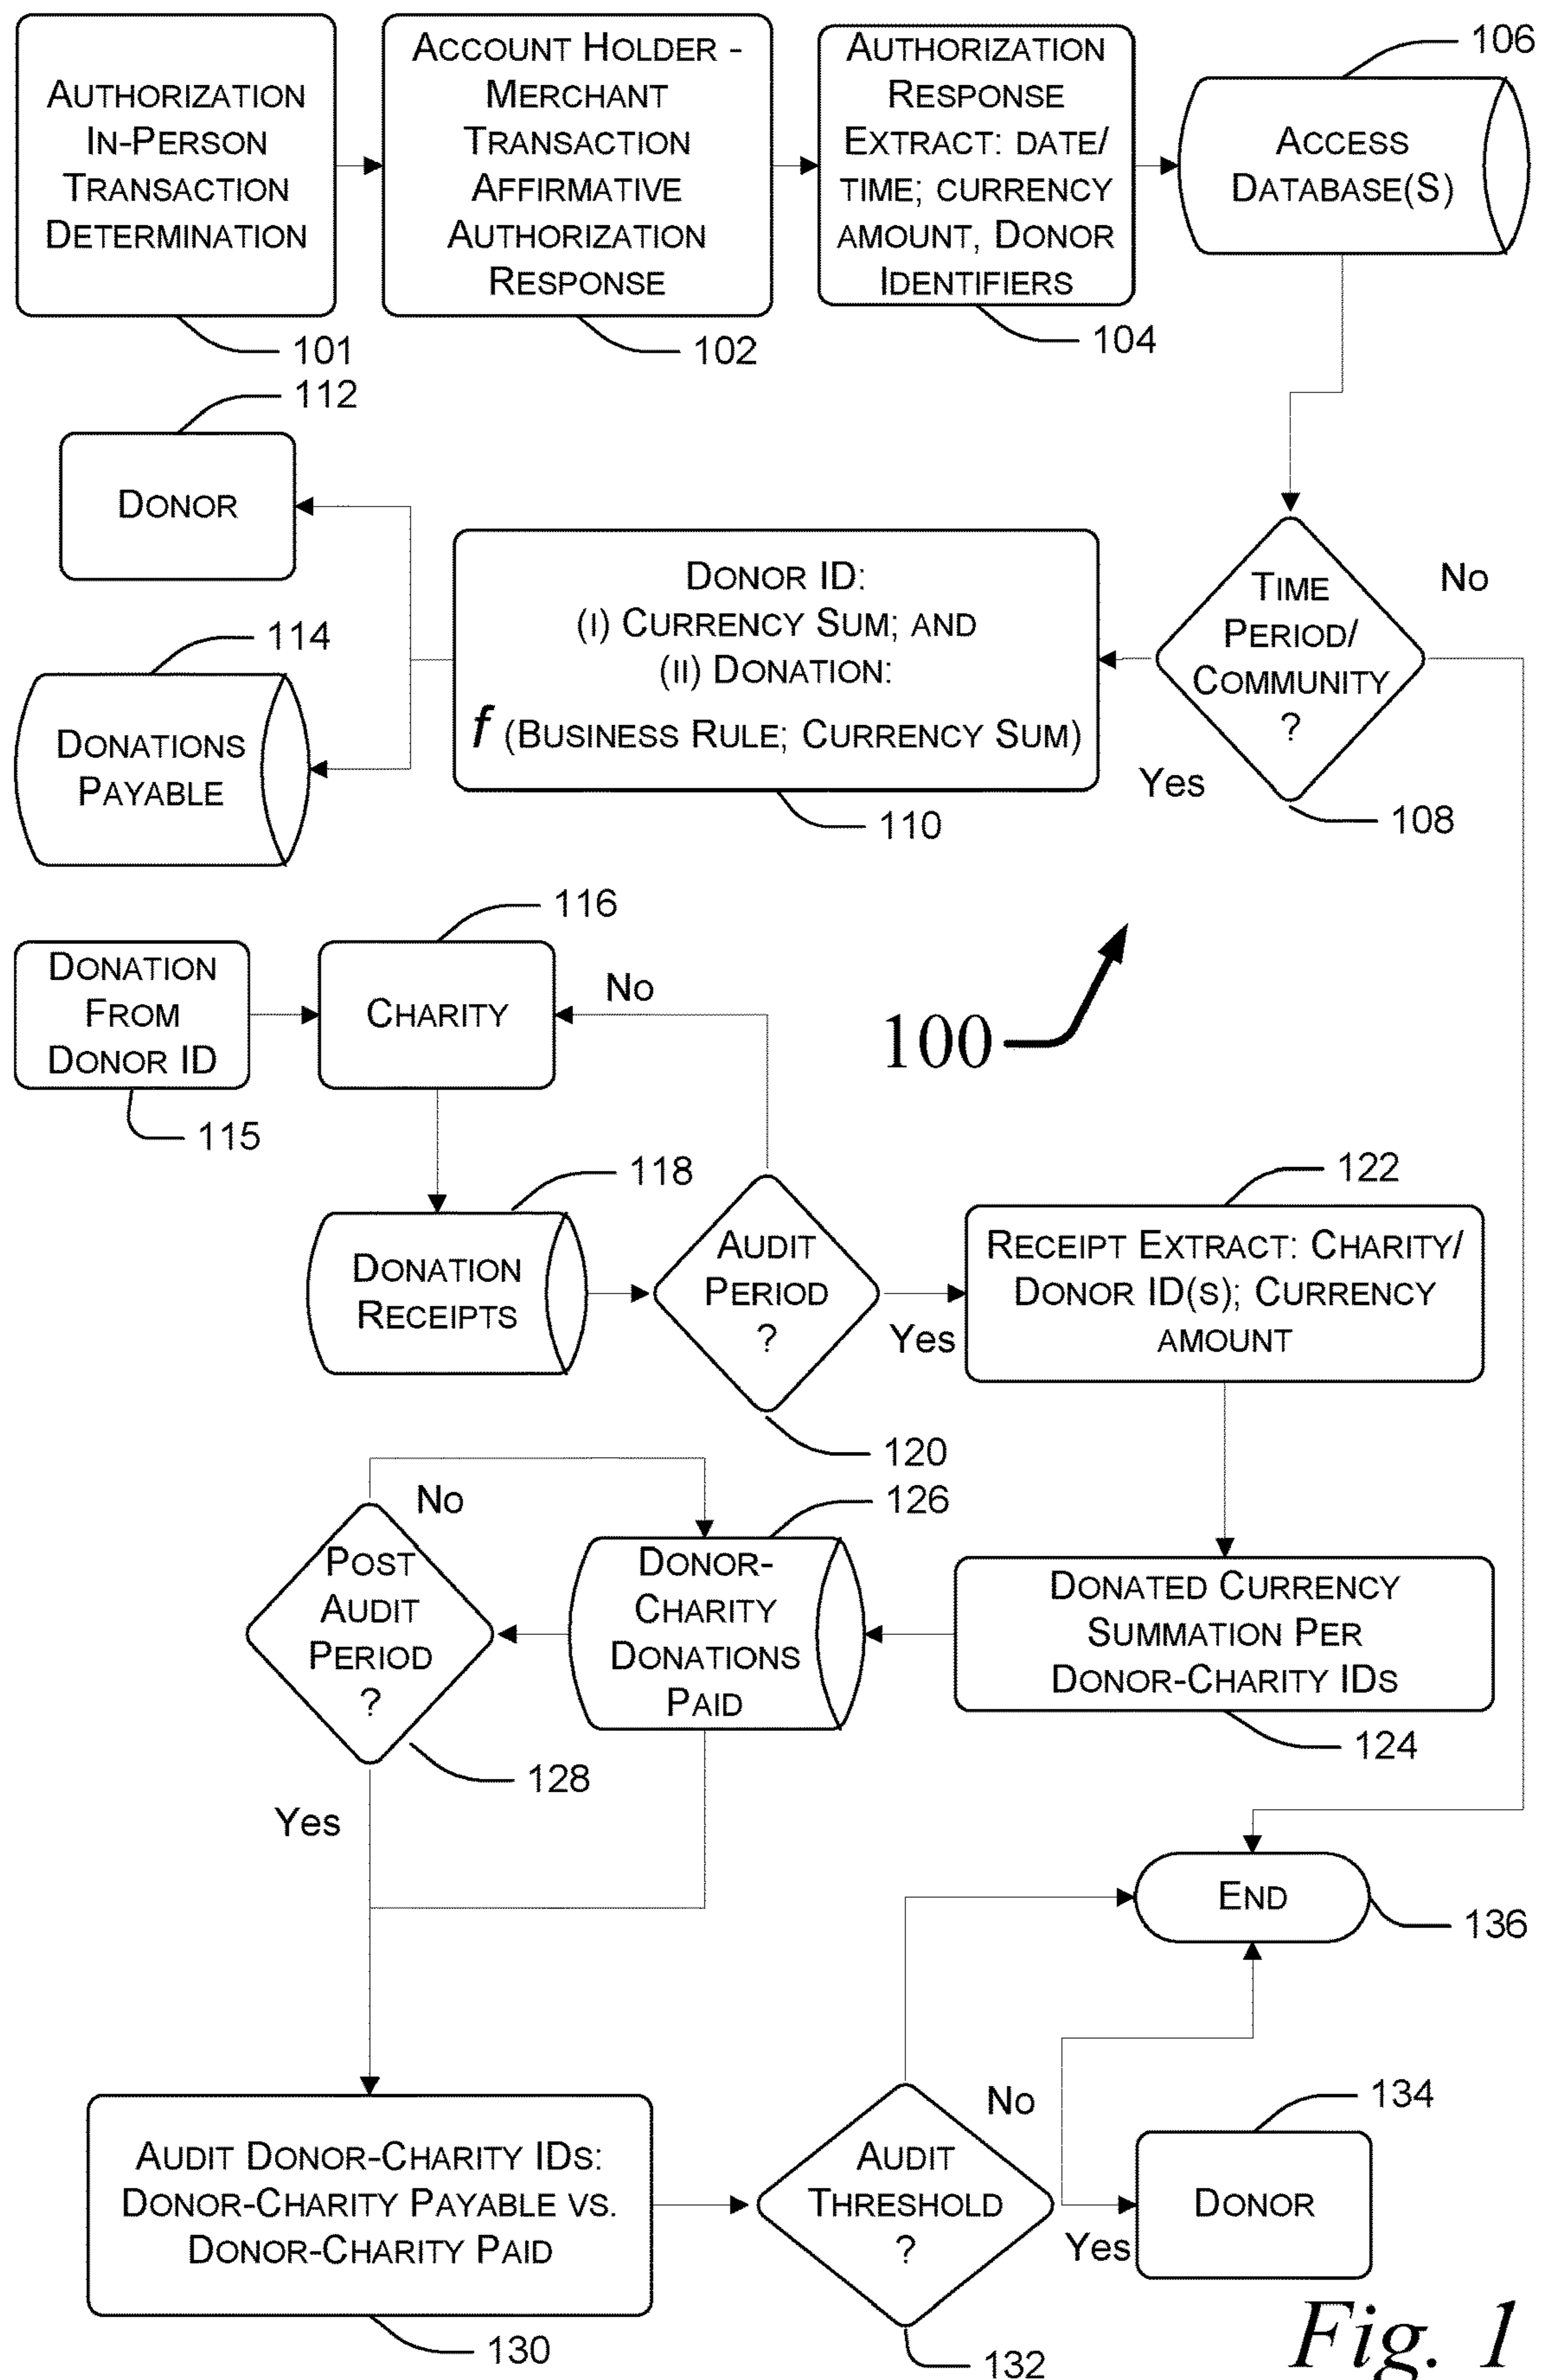 AUTHORIZATION
IN-PERSON
TRANSACTION
DETERMINATION
101
ACCOUNT HOLDER -
MERCHANT
TRANSACTION
AFFIRMATIVE
AUTHORIZATION
RESPONSE
102
AUTHORIZATION
RESPONSE
EXTRACT: DATE/
TIME; CURRENCY
AMOUNT, DONOR
IDENTIFIERS
104
106
ACCESS
DATABASE(S)
112
DONOR
114
DONATIONS
PAYABLE
DONOR ID:
(I) CURRENCY SUM; AND
(II) DONATION:
f (BUSINESS RULE; CURRENCY SUM)
110
TIME
PERIOD/
COMMUNITY
?
No
Yes
108
116
DONATION
FROM
DONOR ID
115
CHARITY
No
100
118
DONATION
RECEIPTS
AUDIT
PERIOD
?
Yes
120
122
RECEIPT EXTRACT: CHARITY/
DONOR ID(S); CURRENCY
AMOUNT
No
POST
AUDIT
PERIOD
?
128
Yes
126
DONOR-
CHARITY
DONATIONS
PAID
DONATED CURRENCY
SUMMATION PER
DONOR-CHARITY IDS
124
END
136
AUDIT DONOR-CHARITY IDS:
DONOR-CHARITY PAYABLE VS.
DONOR-CHARITY PAID
130
AUDIT
THRESHOLD
?
No
Yes
132
134
DONOR
Fig. 1